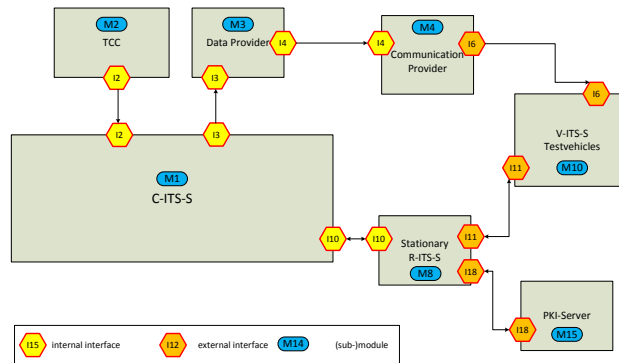 M2
TCC
I2
M3
Data Provider
I4
I3
I4
M4
Communication
Provider
I6
I6
V-ITS-S
Testvehicles
M10
I11
I2
I3
M1
C-ITS-S
I10
I10
Stationary
R-ITS-S
M8
I11
I18
PKI-Server
M15
I18
I15 internal interface I12 external interface M14 (sub-)module